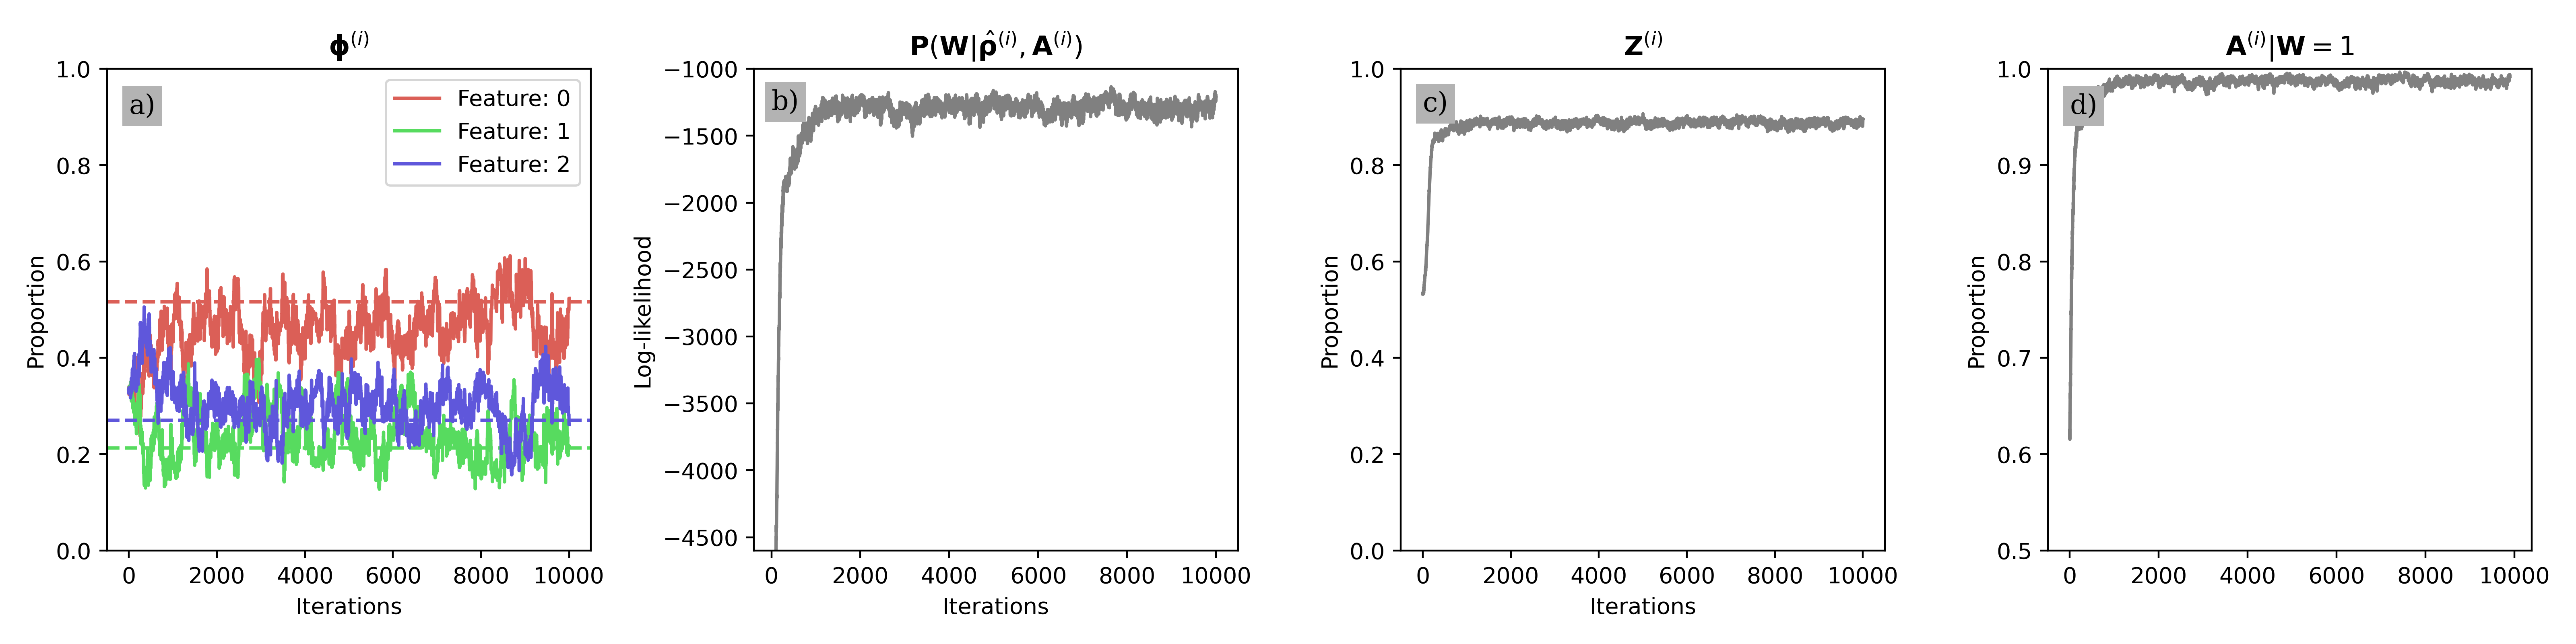 ϕ⁽ⁱ⁾
a)
Feature: 0
Feature: 1
Feature: 2
1.0
0.8
0.6
0.4
0.2
0.0
Proportion
0 2000 4000 6000 8000 10000
Iterations
P(W|ρ̂⁽ⁱ⁾, A⁽ⁱ⁾)
b)
−1000
−1500
−2000
−2500
−3000
−3500
−4000
−4500
Log-likelihood
0 2000 4000 6000 8000 10000
Iterations
Z⁽ⁱ⁾
c)
1.0
0.8
0.6
0.4
0.2
0.0
Proportion
0 2000 4000 6000 8000 10000
Iterations
A⁽ⁱ⁾|W = 1
d)
1.0
0.9
0.8
0.7
0.6
0.5
Proportion
0 2000 4000 6000 8000 10000